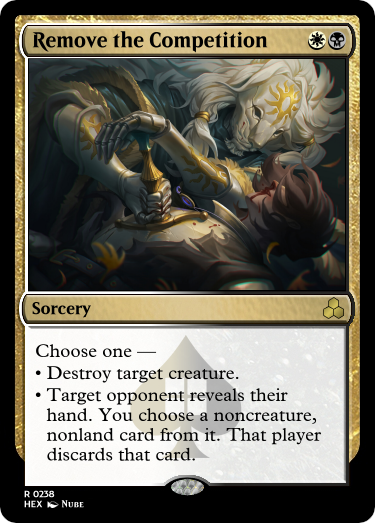 Remove the Competition
Sorcery
Choose one —
• Destroy target creature.
• Target opponent reveals their
hand. You choose a noncreature,
nonland card from it. That player
discards that card.
R 0238
HEX Nube